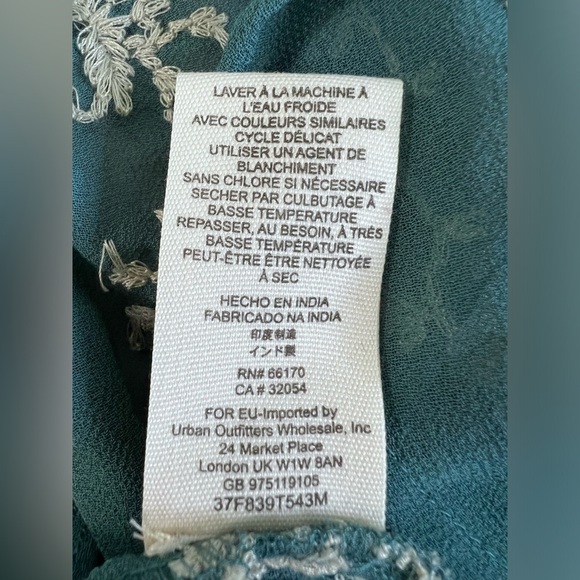 LAVER À LA MACHINE À
L'EAU FROIDE
AVEC COULEURS SIMILAIRES
CYCLE DÉLICAT
UTILISER UN AGENT DE
BLANCHIMENT
SANS CHLORE SI NÉCESSAIRE
SECHER PAR CULBUTAGE À
BASSE TEMPERATURE
REPASSER, AU BESOIN, À TRÉS
BASSE TEMPÉRATURE
PEUT-ÊTRE ÊTRE NETTOYÉE
À SEC
HECHO EN INDIA
FABRICADO NA INDIA
印度制造
インド製
RN# 66170
CA # 32054
FOR EU-Imported by
Urban Outfitters Wholesale, Inc
24 Market Place
London UK W1W 8AN
GB 975119105
37F839T543M